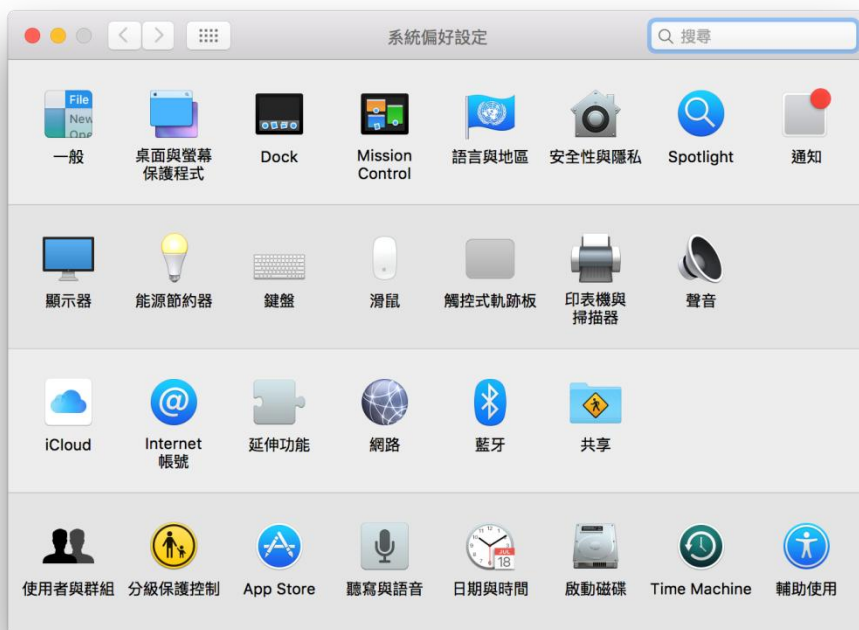 系統偏好設定
搜尋
File
New
Ope
一般
桌面與螢幕
保護程式
Dock
Mission
Control
語言與地區
安全性與隱私
Spotlight
通知
顯示器
能源節約器
鍵盤
滑鼠
觸控式軌跡板
印表機與
掃描器
聲音
iCloud
Internet
帳號
延伸功能
網路
藍牙
共享
使用者與群組
分級保護控制
App Store
聽寫與語音
JUL
18
日期與時間
啟動磁碟
Time Machine
輔助使用